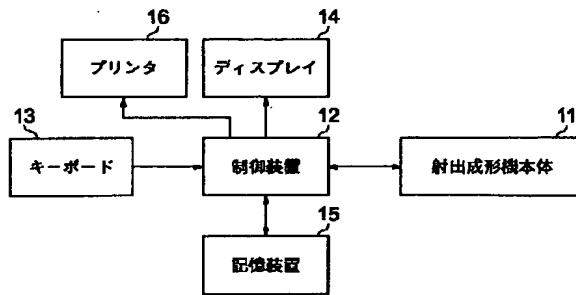 16
プリンタ
14
ディスプレイ
13
キーボード
12
制御装置
11
射出成形機本体
15
記憶装置